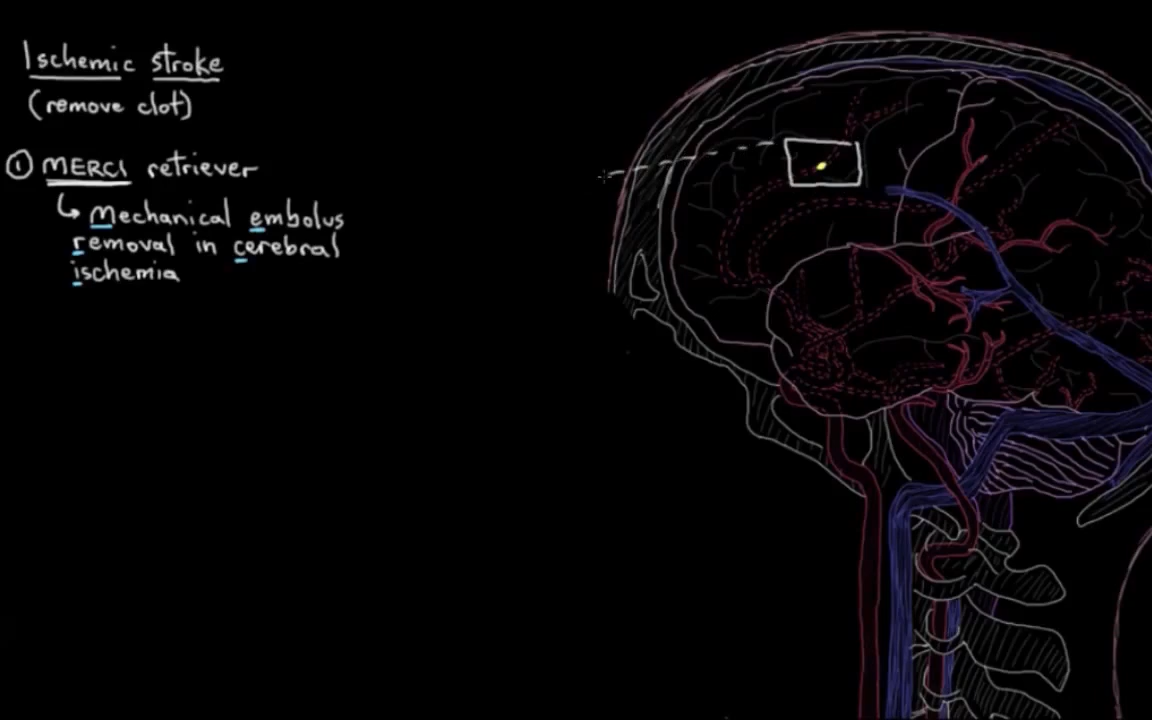 Ischemic stroke
(remove clot)
① MERCI retriever
↳ Mechanical embolus
removal in cerebral
ischemia